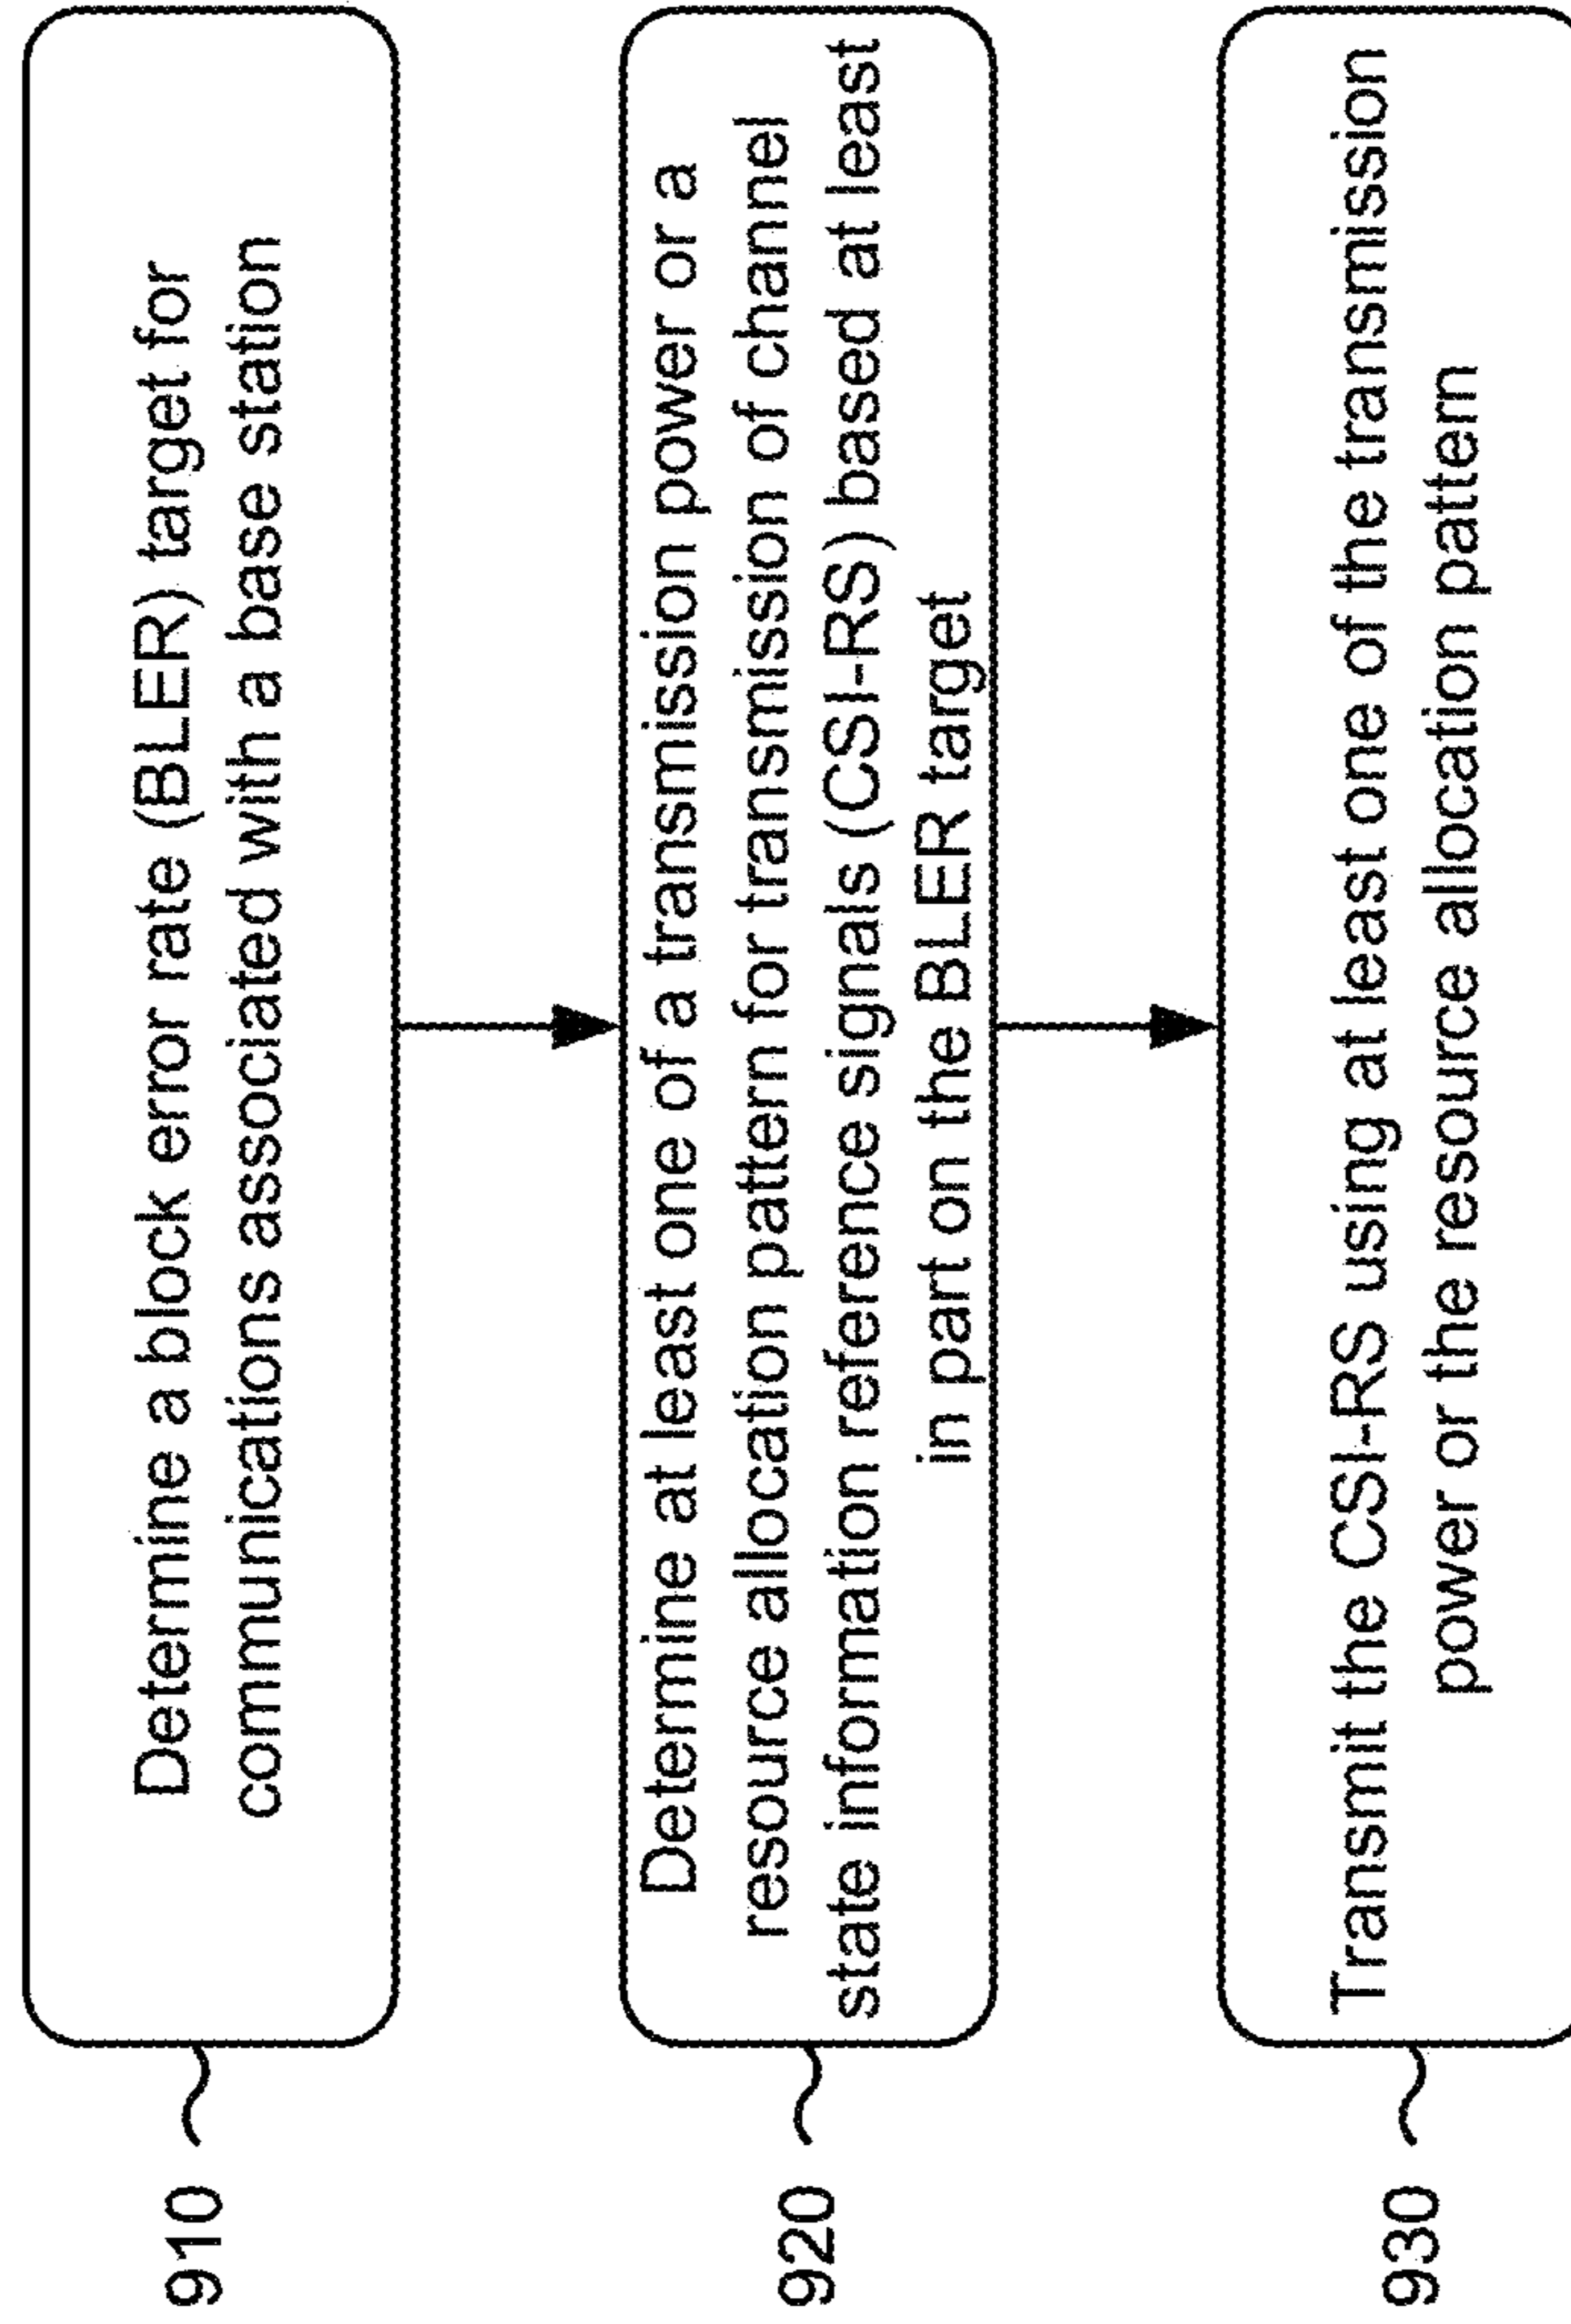 910
Determine a block error rate (BLER) target for
communications associated with a base station
920
Determine at least one of a transmission power or a
resource allocation pattern for transmission of channel
state information reference signals (CSI-RS) based at least
in part on the BLER target
930
Transmit the CSI-RS using at least one of the transmission
power or the resource allocation pattern